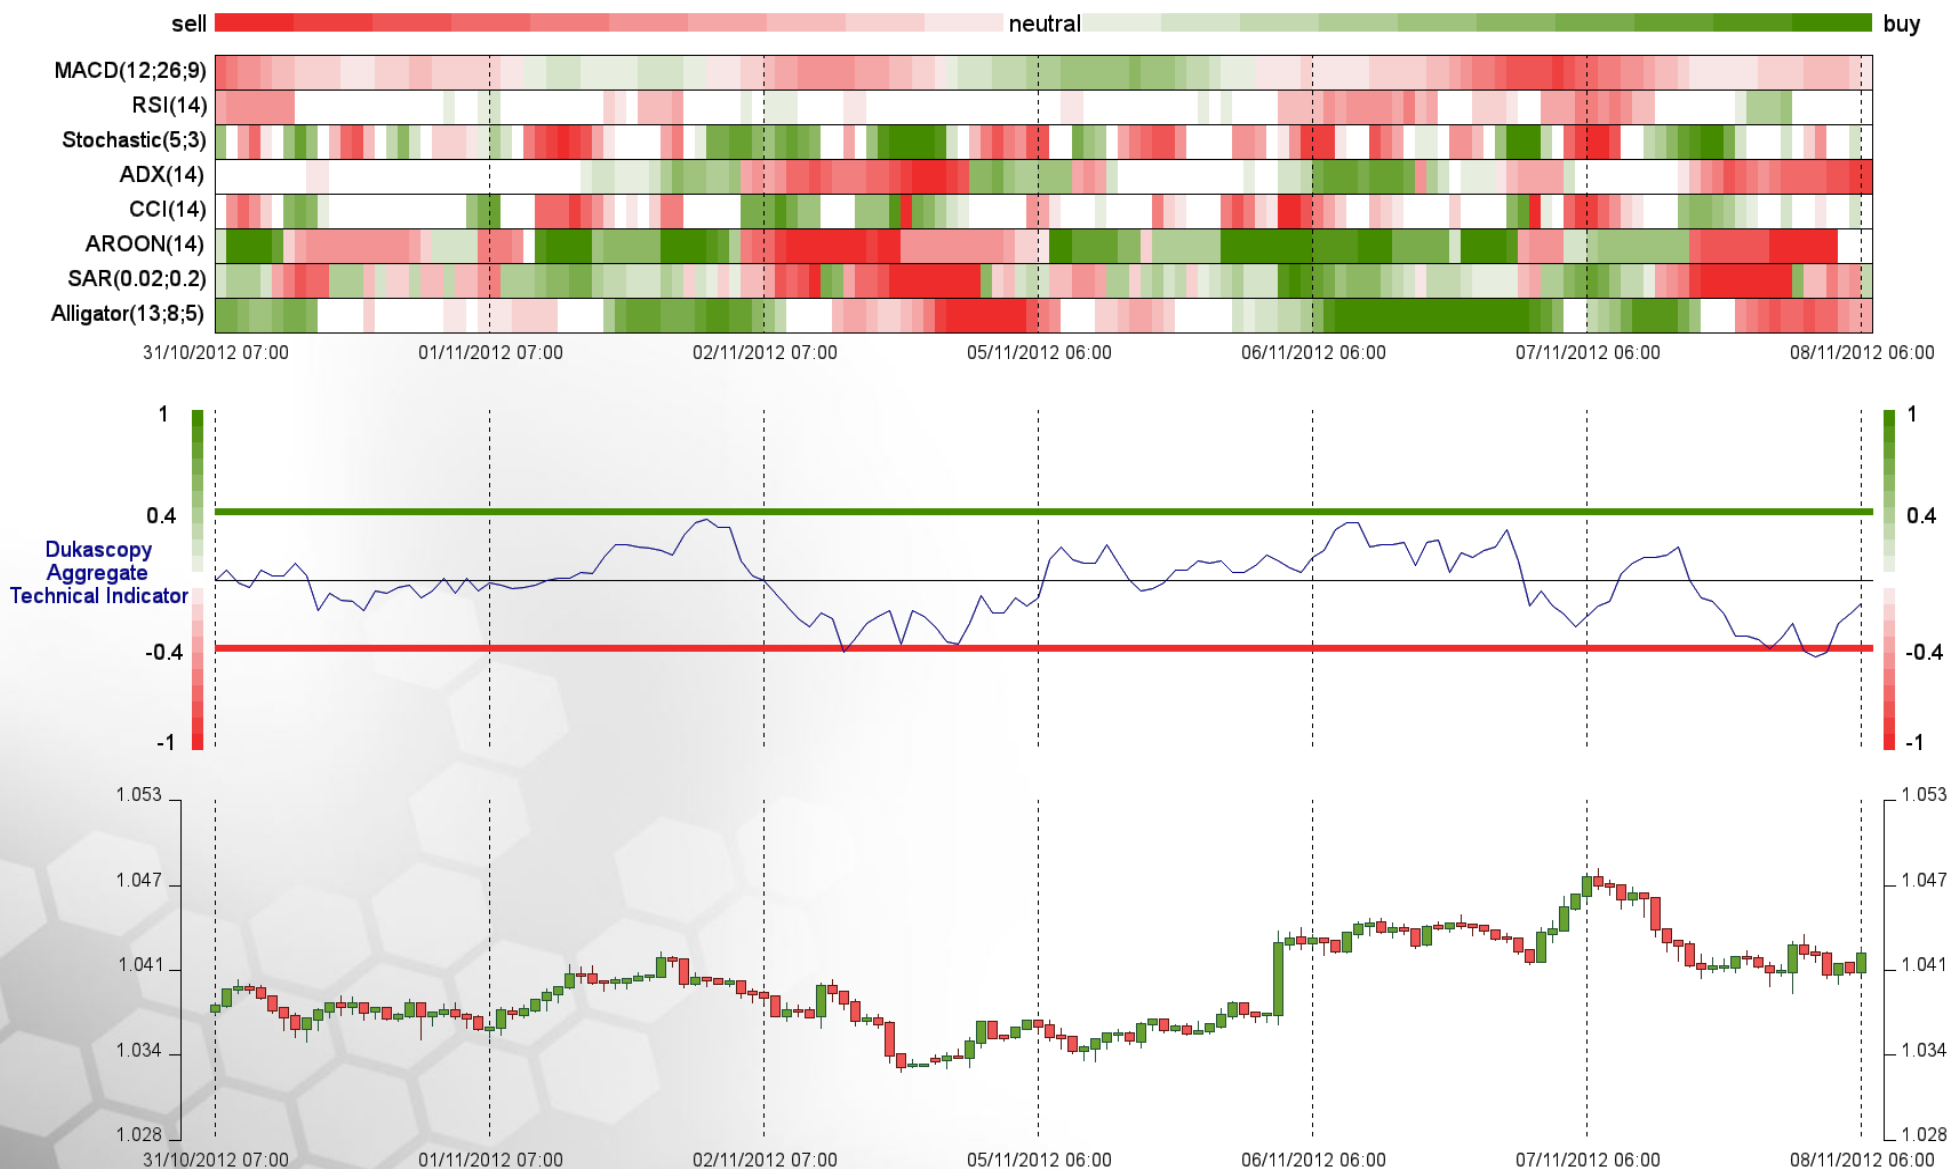 sell neutral buy
MACD(12;26;9)
RSI(14)
Stochastic(5;3)
ADX(14)
CCI(14)
AROON(14)
SAR(0.02;0.2)
Alligator(13;8;5)
31/10/2012 07:00 01/11/2012 07:00 02/11/2012 07:00 05/11/2012 06:00 06/11/2012 06:00 07/11/2012 06:00 08/11/2012 06:00
1 1
0.4 0.4
Dukascopy
Aggregate
Technical Indicator
-0.4 -0.4
-1 -1
1.053 1.053
1.047 1.047
1.041 1.041
1.034 1.034
1.028 1.028
31/10/2012 07:00 01/11/2012 07:00 02/11/2012 07:00 05/11/2012 06:00 06/11/2012 06:00 07/11/2012 06:00 08/11/2012 06:00